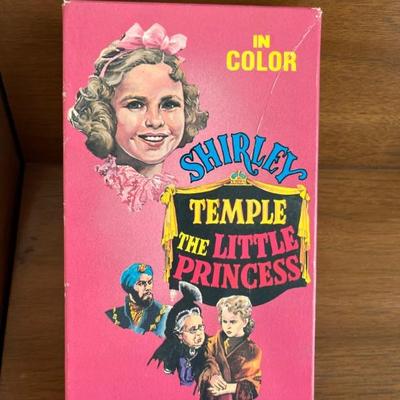 IN
COLOR
SHIRLEY
TEMPLE
THE LITTLE
PRINCESS